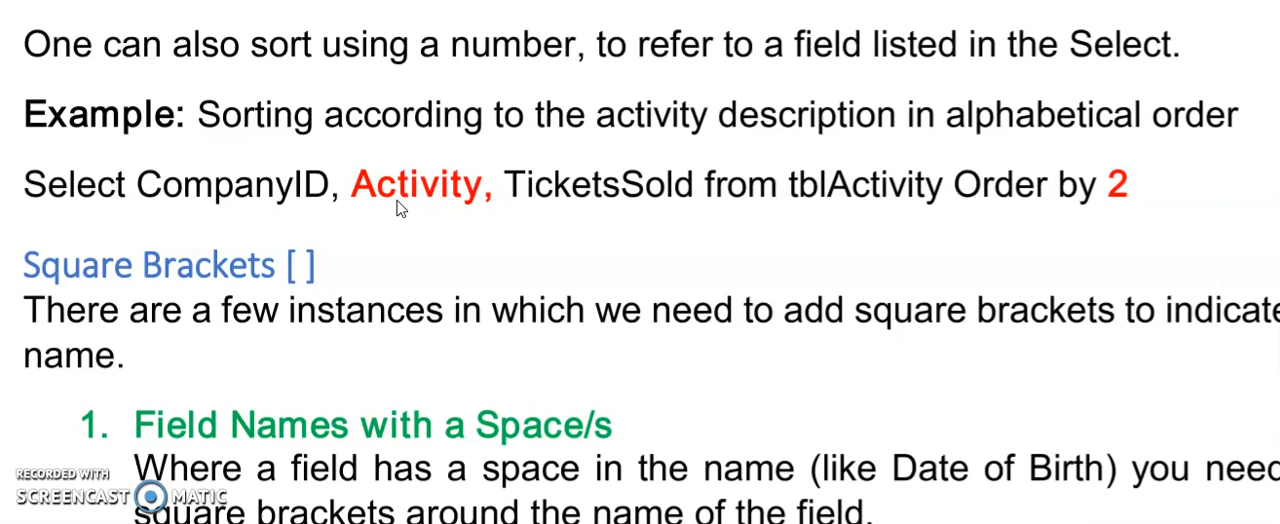 One can also sort using a number, to refer to a field listed in the Select.
Example: Sorting according to the activity description in alphabetical order
Select CompanyID, Activity, TicketsSold from tblActivity Order by 2
Square Brackets [ ]
There are a few instances in which we need to add square brackets to indicate
name.
1. Field Names with a Space/s
Where a field has a space in the name (like Date of Birth) you need
square brackets around the name of the field.
RECORDED WITH
SCREENCAST MATIC